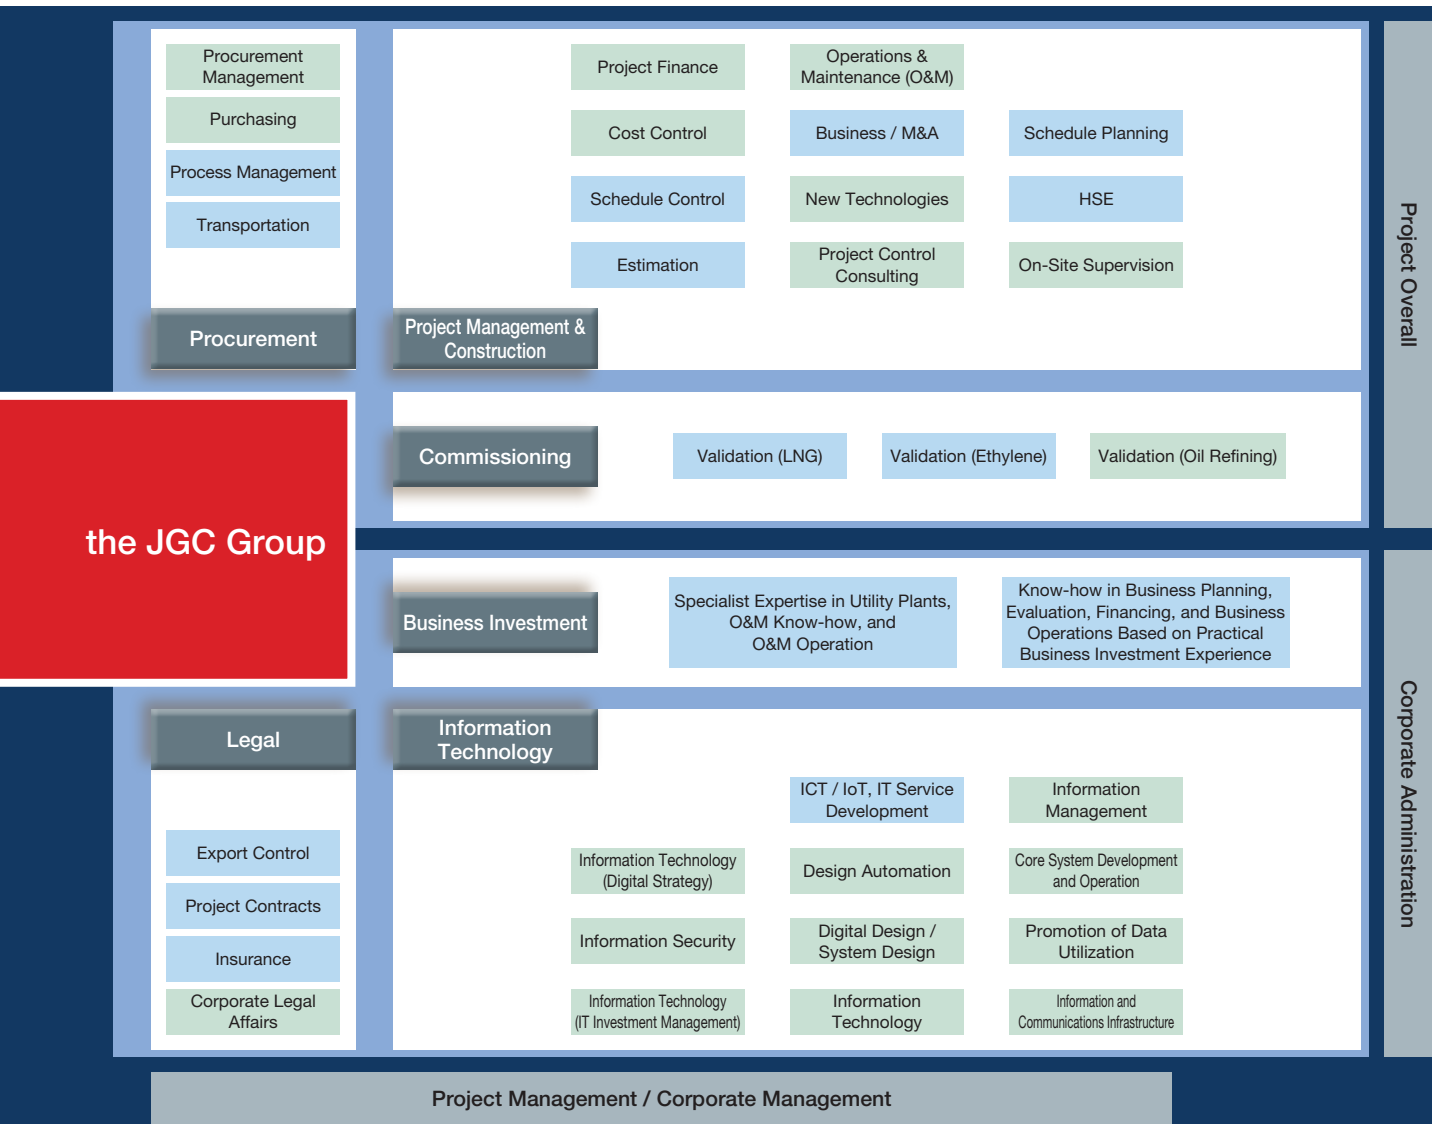 Procurement
Management
Purchasing
Process Management
Transportation
Procurement
Project Finance
Operations &
Maintenance (O&M)
Cost Control
Business / M&A
Schedule Planning
Schedule Control
New Technologies
HSE
Estimation
Project Control
Consulting
On-Site Supervision
Project Management &
Construction
Project Overall
the JGC Group
Commissioning
Validation (LNG)
Validation (Ethylene)
Validation (Oil Refining)
Business Investment
Specialist Expertise in Utility Plants,
O&M Know-how, and
O&M Operation
Know-how in Business Planning,
Evaluation, Financing, and Business
Operations Based on Practical
Business Investment Experience
Legal
Export Control
Project Contracts
Insurance
Corporate Legal
Affairs
Information
Technology
ICT / IoT, IT Service
Development
Information
Management
Information Technology
(Digital Strategy)
Design Automation
Core System Development
and Operation
Information Security
Digital Design /
System Design
Promotion of Data
Utilization
Information Technology
(IT Investment Management)
Information
Technology
Information and
Communications Infrastructure
Corporate Administration
Project Management / Corporate Management